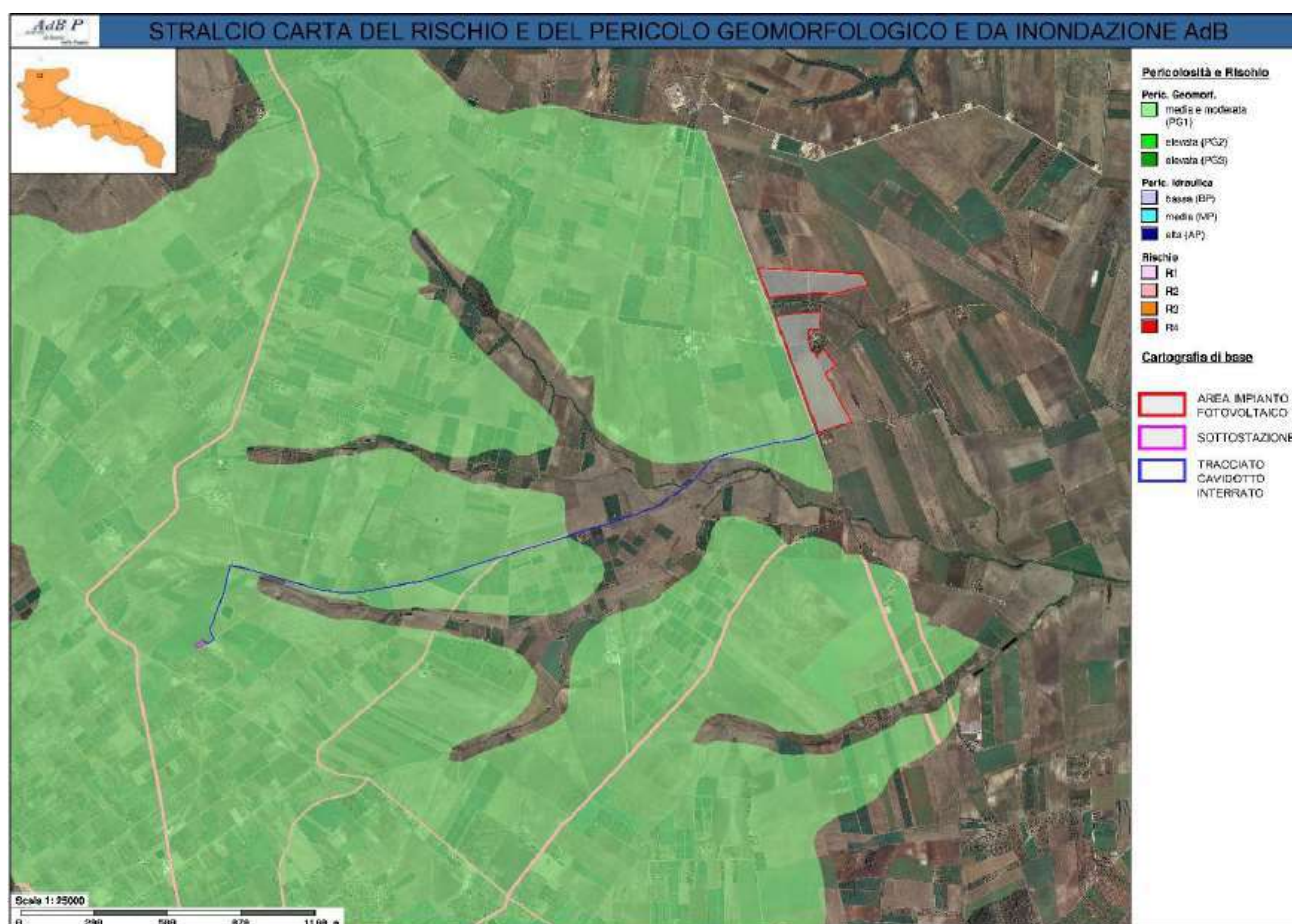 AdB P
STRALCIO CARTA DEL RISCHIO E DEL PERICOLO GEOMORFOLOGICO E DA INONDAZIONE AdB
Pericolosità e Rischio
Peric. Geomorf.
media e moderata
(PG1)
elevata (PG2)
elevata (PG3)
Peric. Idraulica
bassa (BP)
media (MP)
alta (AP)
Rischio
R1
R2
R3
R4
Cartografia di base
AREA IMPIANTO
FOTOVOLTAICO
SOTTOSTAZIONE
TRACCIATO
CAVIDOTTO
INTERRATO
Scala 1:25000
0